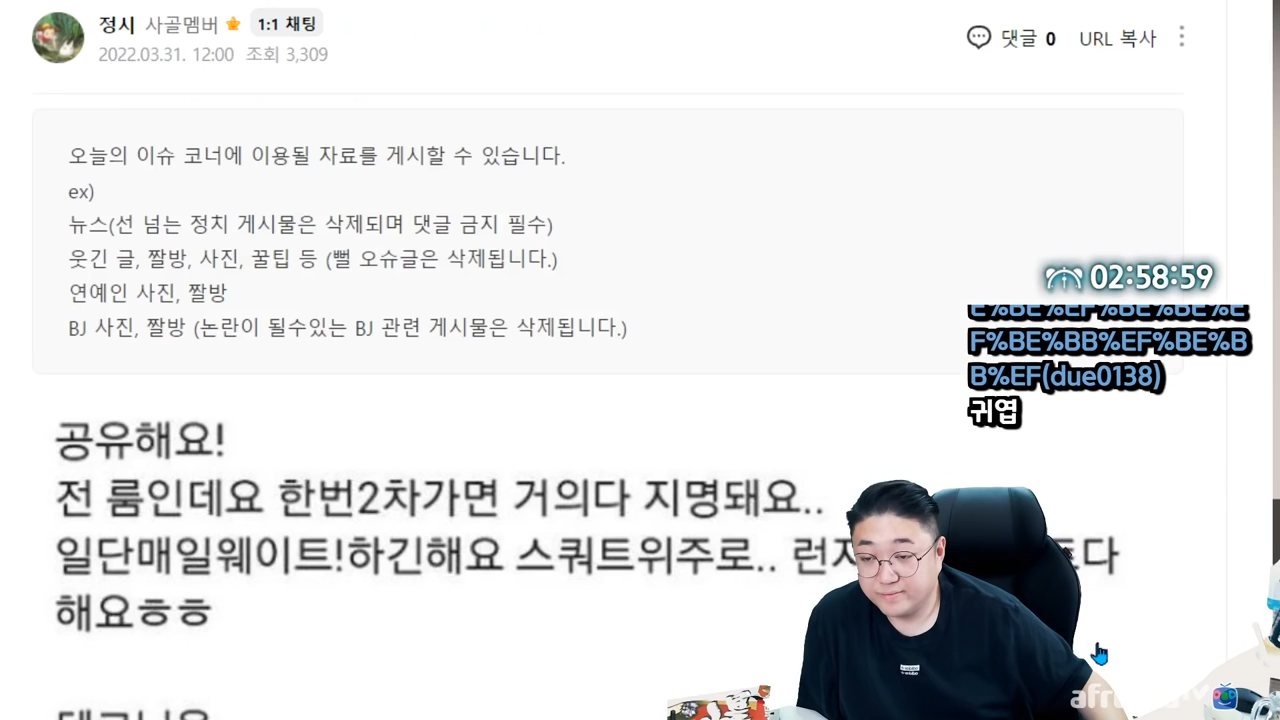 정시 사골멤버 1:1 채팅
2022.03.31. 12:00 조회 3,309
댓글 0 URL 복사
오늘의 이슈 코너에 이용될 자료를 게시할 수 있습니다.
ex)
뉴스(선 넘는 정치 게시물은 삭제되며 댓글 금지 필수)
웃긴 글, 짤방, 사진, 꿀팁 등 (뻘 오슈글은 삭제됩니다.)
연예인 사진, 짤방
BJ 사진, 짤방 (논란이 될수있는 BJ 관련 게시물은 삭제됩니다.)
02:58:59
E%BE%EF%BE%BE%E
F%BE%BB%EF%BE%B
B%EF(due0138)
귀엽
공유해요!
전 룸인데요 한번2차가면 거의다 지명돼요..
일단매일웨이트!하긴해요 스쿼트위주로..
해요ㅎㅎ